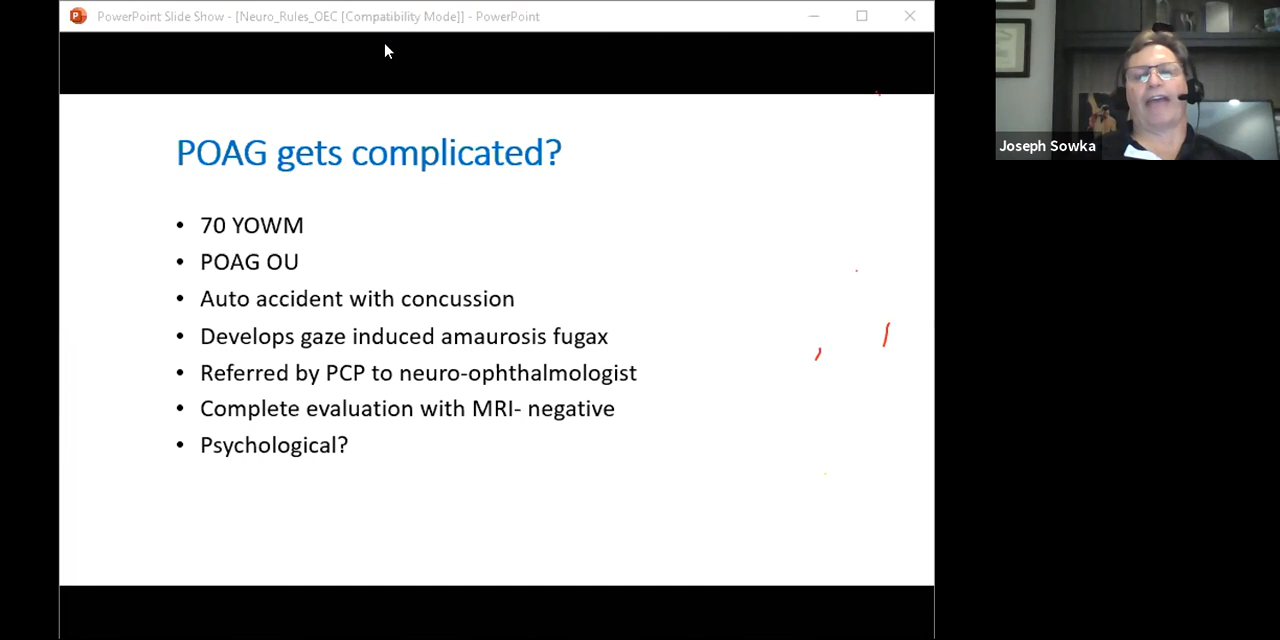 PowerPoint Slide Show - [Neuro_Rules_OEC [Compatibility Mode]] - PowerPoint
POAG gets complicated?
• 70 YOWM
• POAG OU
• Auto accident with concussion
• Develops gaze induced amaurosis fugax
• Referred by PCP to neuro-ophthalmologist
• Complete evaluation with MRI- negative
• Psychological?
Joseph Sowka